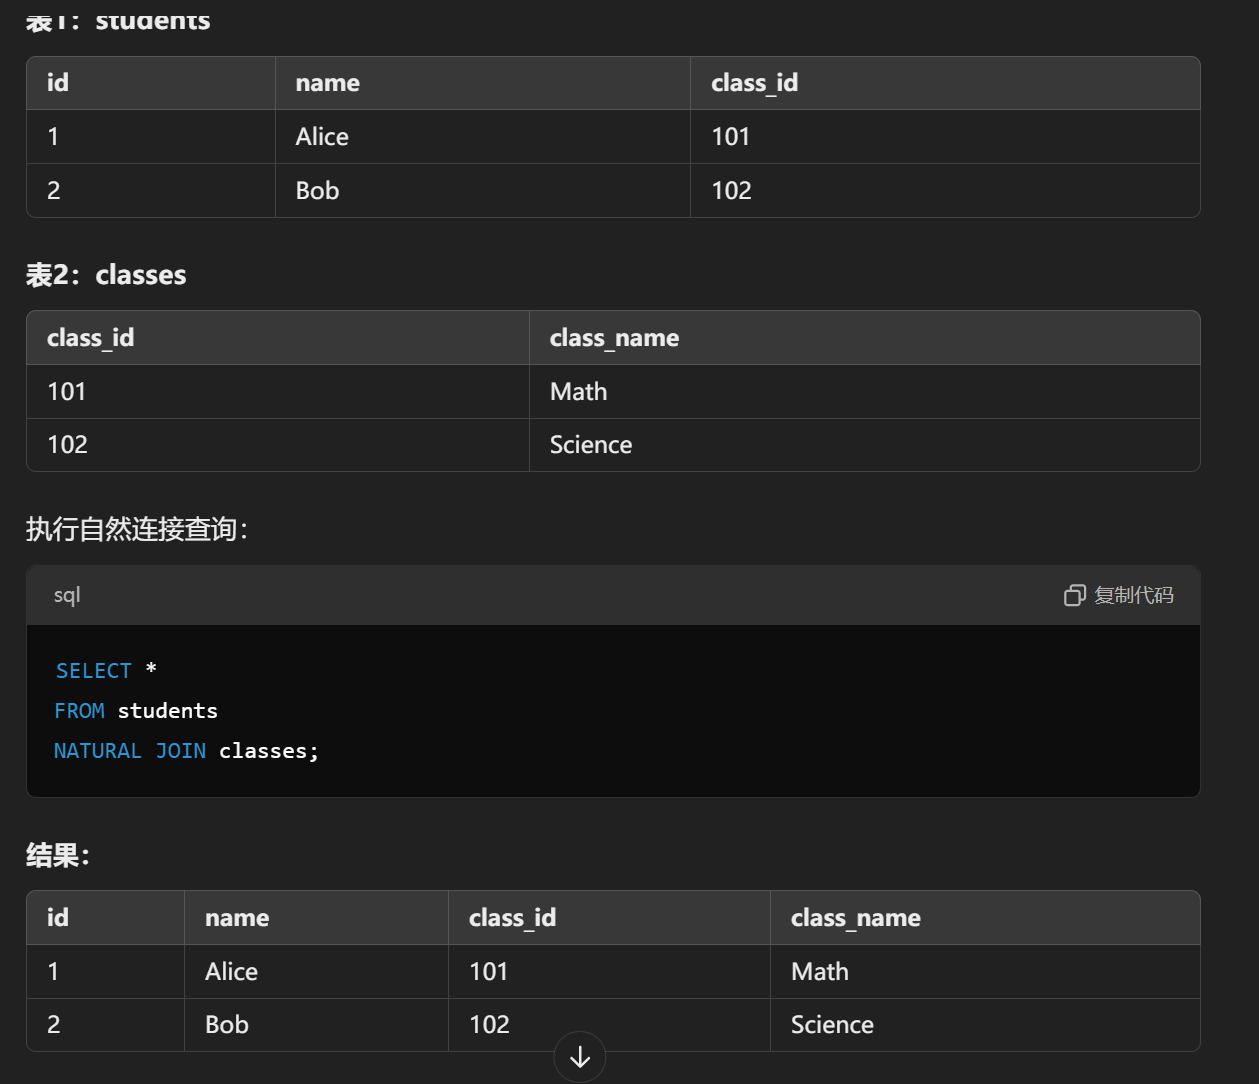 表1：students
id name class_id
1 Alice 101
2 Bob 102
表2：classes
class_id class_name
101 Math
102 Science
执行自然连接查询：
sql 复制代码
SELECT *
FROM students
NATURAL JOIN classes;
结果：
id name class_id class_name
1 Alice 101 Math
2 Bob 102 Science